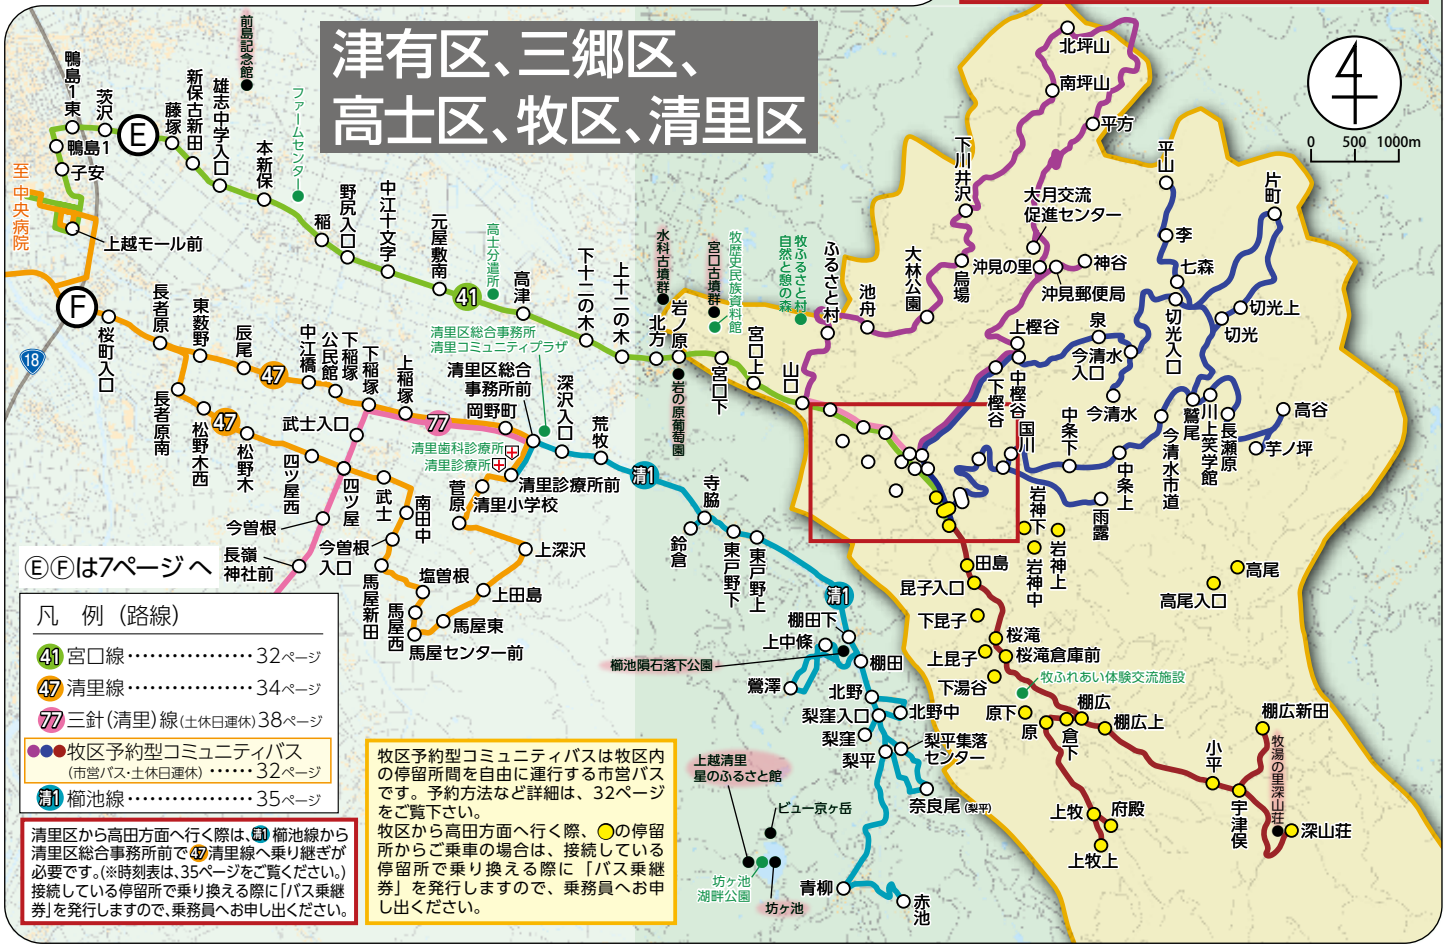 津有区、三郷区、
高士区、牧区、清里区
0 500 1000m
前島記念館
鴨島1東
茨沢
E
藤塚
新保古新田
雄志中学入口
本新保
ファームセンター
鴨島1
子安
至 中央病院
上越モール前
稲
野尻入口
中江十文字
元屋敷南
41
高士分遣所
高津
下十二の木
上十二の木
北方
水科古墳群
岩ノ原
宮口古墳群
牧歴史民族資料館
宮口下
宮口上
岩の原葡萄園
牧ふるさと村
自然と憩の森
ふるさと村
池舟
大林公園
山口
F
18
桜町入口
長者原
東数野
辰尾
47
中江橋
下稲塚公民館
下稲塚
上稲塚
77
岡野町
清里区総合事務所
清里コミュニティプラザ
清里区総合
事務所前
深沢入口
荒牧
清里歯科診療所
清里診療所
清里診療所前
清里小学校
菅原
上深沢
上田島
長者原南
松野木西
47
松野木
武士入口
四ツ屋西
四ツ屋
武士
南田中
今曽根
今曽根
入口
長嶺
神社前
馬屋新田
塩曽根
馬屋西
馬屋東
馬屋センター前
清1
寺脇
鈴倉
東戸野下
東戸野上
清1
棚田下
上中條
櫛池隕石落下公園
棚田
鶯澤
北野
梨窪入口
北野中
梨窪
梨平
梨平集落
センター
奈良尾(梨平)
上越清里
星のふるさと館
ビュー京ヶ岳
坊ヶ池
湖畔公園
坊ヶ池
青柳
赤池
北坪山
南坪山
平方
下川井沢
大月交流
促進センター
烏場
沖見の里
神谷
沖見郵便局
平山
片町
李
七森
切光入口
切光上
切光
上樫谷
泉
今清水
入口
中樫谷
下樫谷
今清水
国川
中条下
中条上
今清水市道
鷲尾
川上笑学館
長瀬原
高谷
芋ノ坪
雨露
岩神下
岩神中
岩神上
高尾
高尾入口
田島
昆子入口
下昆子
桜滝
上昆子
桜滝倉庫前
下湯谷
牧ふれあい体験交流施設
原下
原
倉下
棚広
棚広上
棚広新田
小平
宇津俣
牧湯の里深山荘
深山荘
上牧
府殿
上牧上
ⒺⒻは7ページへ
凡 例(路線)
41 宮口線・・・・・・・・・・・・・・・・32ページ
47 清里線・・・・・・・・・・・・・・・・34ページ
77 三針(清里)線(土休日運休)38ページ
牧区予約型コミュニティバス
(市営バス・土休日運休)・・・・・・32ページ
清1 櫛池線・・・・・・・・・・・・・・・・35ページ
清里区から高田方面へ行く際は、清1 櫛池線から
清里区総合事務所前で47清里線へ乗り継ぎが
必要です。(※時刻表は、35ページをご覧ください。)
接続している停留所で乗り換える際に「バス乗継
券」を発行しますので、乗務員へお申し出ください。
牧区予約型コミュニティバスは牧区内
の停留所間を自由に運行する市営バス
です。予約方法など詳細は、32ページ
をご覧下さい。
牧区から高田方面へ行く際、の停留
所からご乗車の場合は、接続している
停留所で乗り換える際に「バス乗継
券」を発行しますので、乗務員へお申
し出ください。